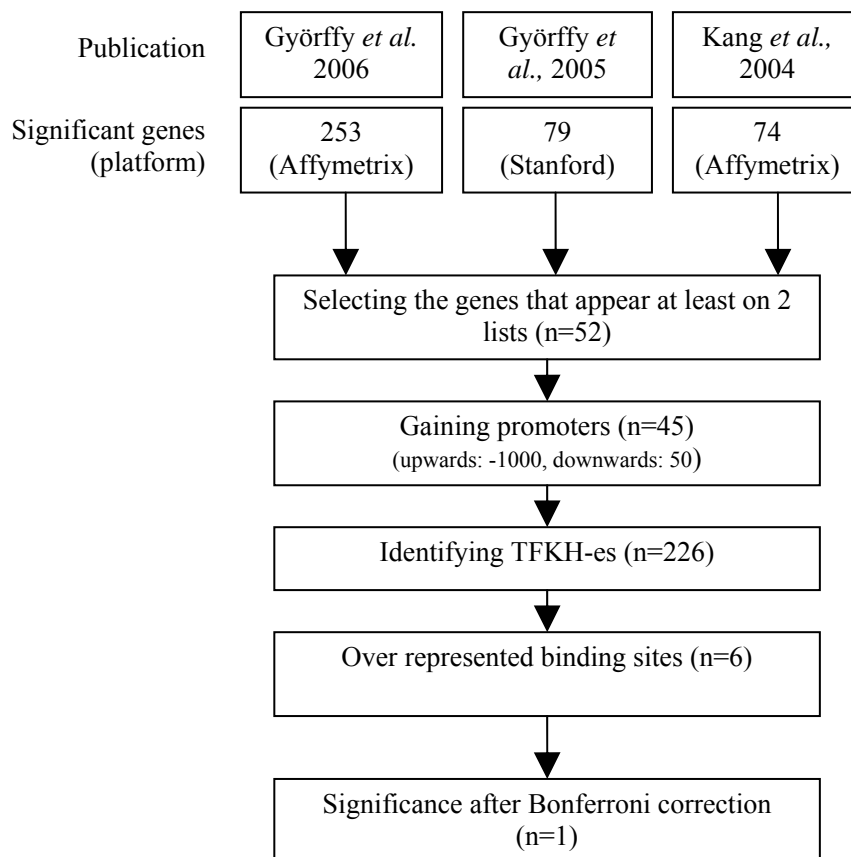 Publication
Györffy et al.
2006
Györffy et
al., 2005
Kang et al.,
2004
Significant genes
(platform)
253
(Affymetrix)
79
(Stanford)
74
(Affymetrix)
Selecting the genes that appear at least on 2
lists (n=52)
Gaining promoters (n=45)
(upwards: -1000, downwards: 50)
Identifying TFKH-es (n=226)
Over represented binding sites (n=6)
Significance after Bonferroni correction
(n=1)